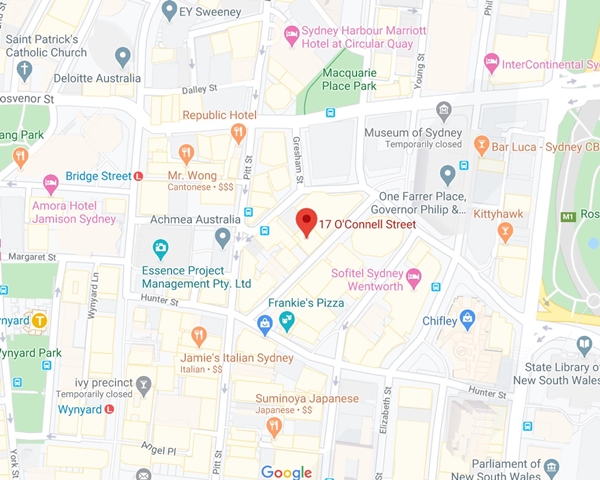 EY Sweeney
Sydney Harbour Marriott
Hotel at Circular Quay
Saint Patrick's
Catholic Church
Deloitte Australia
InterContinental Sy
Young St
Phil
Macquarie
Place Park
Dalley St
osvenor St
Republic Hotel
Museum of Sydney
Temporarily closed
ang Park
Pitt St
Gresham St
Bar Luca - Sydney CB
Mr. Wong
Cantonese • $$$
Bridge Street L
Amora Hotel
Jamison Sydney
One Farrer Place,
Governor Philip &...
Achmea Australia
17 O'Connell Street
Kittyhawk
M1
Ros
Margaret St
Essence Project
Management Pty. Ltd
Sofitel Sydney
Wentworth
Wynyard Ln
Hunter St
Frankie's Pizza
Chifley
nyard T
Wynyard Park
Jamie's Italian Sydney
Italian • $$
State Library of
New South Wales
ivy precinct
Temporarily closed
Wynyard L
Suminoya Japanese
Japanese • $$
Elizabeth St
Hunter St
Angel Pl
York St
Pitt St
Google
Parliament of
New South Wales